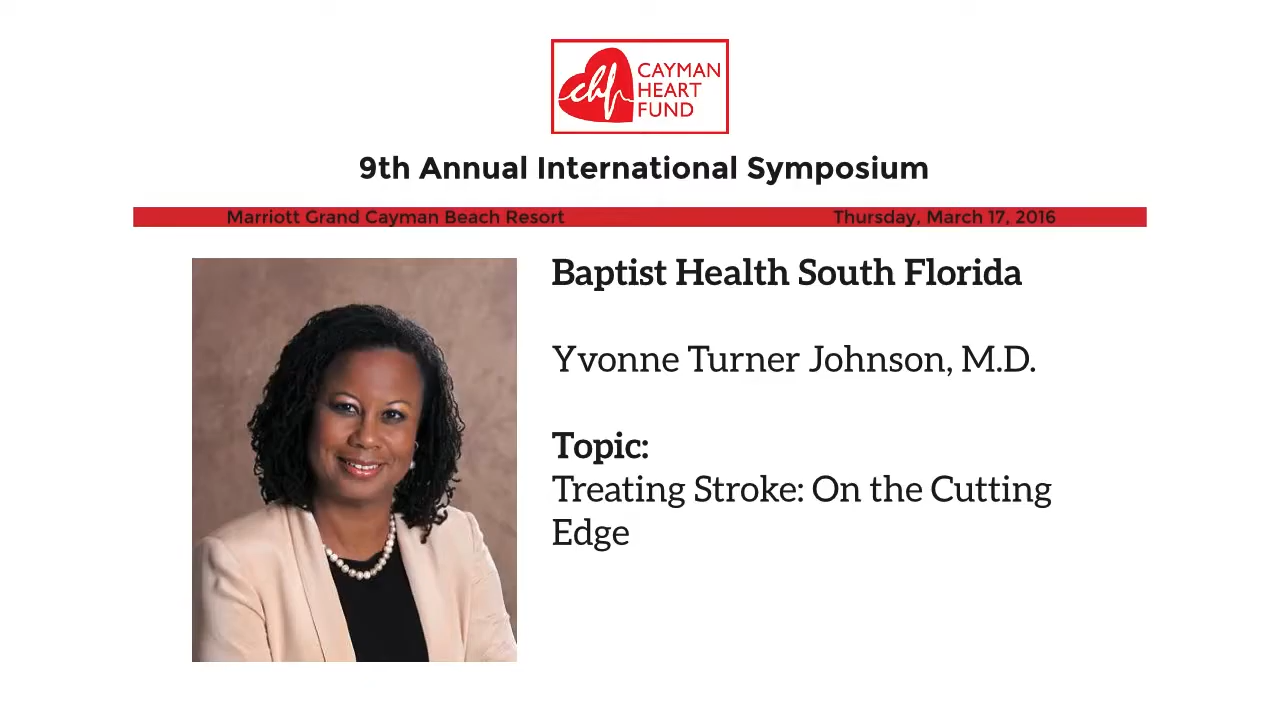 chf
CAYMAN
HEART
FUND
9th Annual International Symposium
Marriott Grand Cayman Beach Resort Thursday, March 17, 2016
Baptist Health South Florida
Yvonne Turner Johnson, M.D.
Topic:
Treating Stroke: On the Cutting
Edge